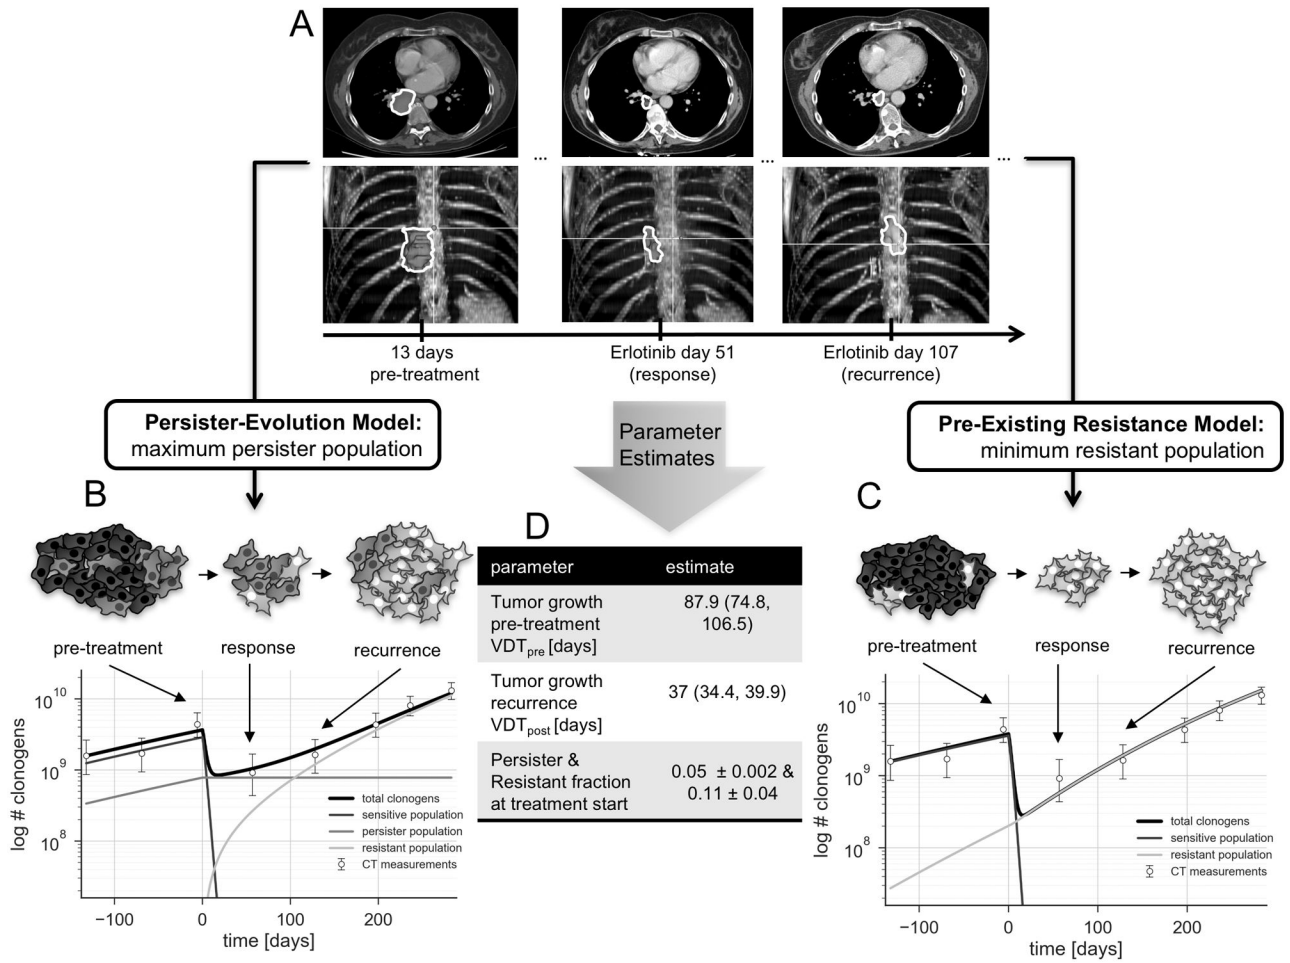 A
...
...
...
13 days
pre-treatment
Erlotinib day 51
(response)
Erlotinib day 107
(recurrence)
Persister-Evolution Model:
maximum persister population
Parameter
Estimates
Pre-Existing Resistance Model:
minimum resistant population
B
pre-treatment
response
recurrence
log # clonogens
10^10
10^9
10^8
total clonogens
sensitive population
persister population
resistant population
CT measurements
−100
0
100
200
time [days]
D
parameter estimate
Tumor growth
pre-treatment
VDTpre [days]
87.9 (74.8,
106.5)
Tumor growth
recurrence
VDTpost [days]
37 (34.4, 39.9)
Persister &
Resistant fraction
at treatment start
0.05 ± 0.002 &
0.11 ± 0.04
C
pre-treatment
response
recurrence
log # clonogens
10^10
10^9
10^8
total clonogens
sensitive population
resistant population
CT measurements
−100
0
100
200
time [days]